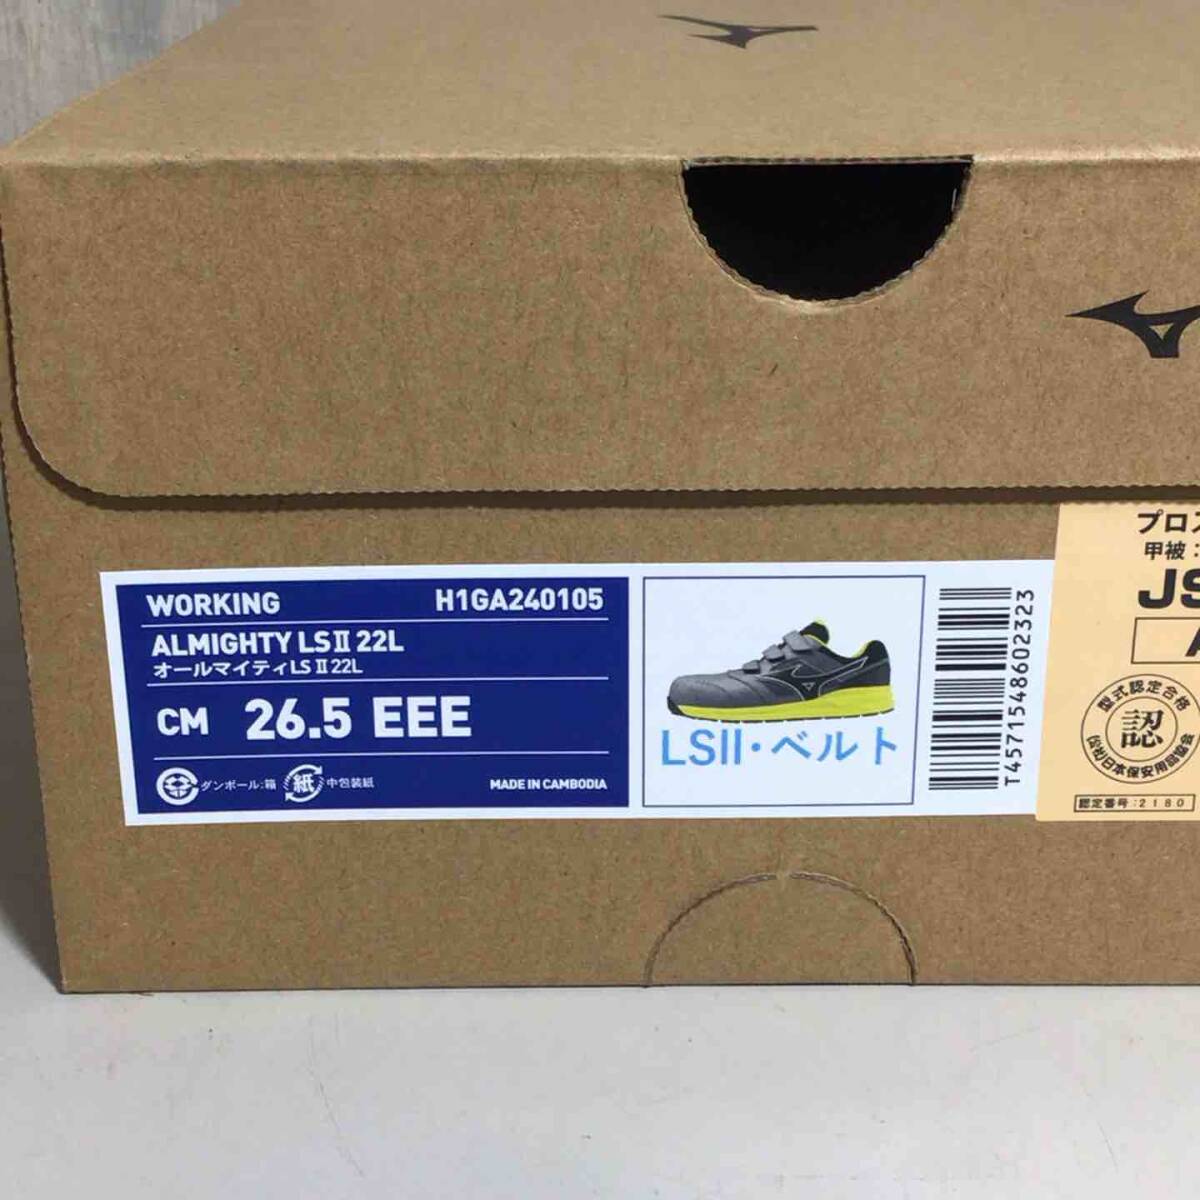 WORKING H1GA240105
ALMIGHTY LSⅡ 22L
オールマイティLSⅡ22L
CM 26.5 EEE
ダンボール:箱 紙 中包装紙
MADE IN CAMBODIA
LSII・ベルト
T4571548602323
プロス
甲被:
JS
A
型式認定合格
認
(公社)日本保安用品協会
認定番号:2180